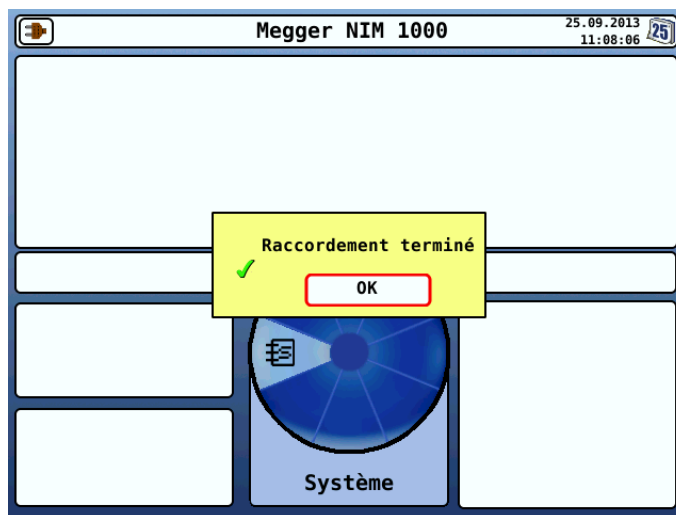 Megger NIM 1000
25.09.2013
11:08:06
25
Raccordement terminé
OK
Système